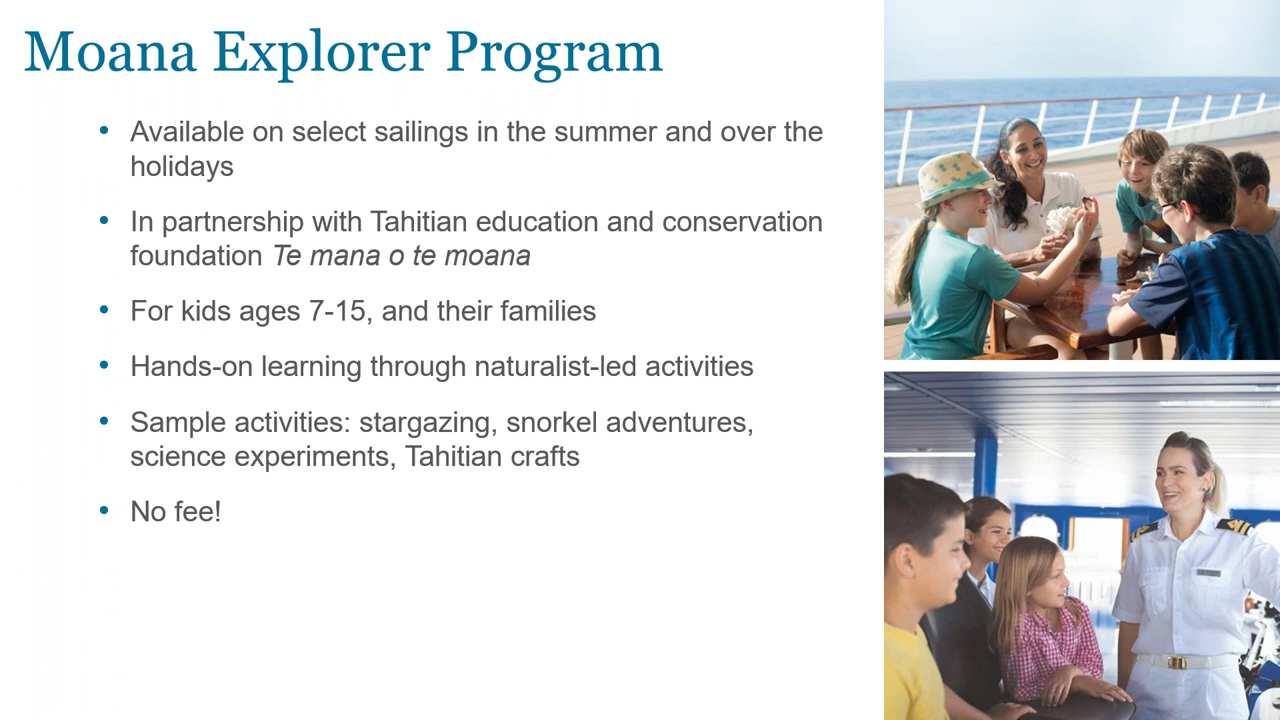 Moana Explorer Program
• Available on select sailings in the summer and over the
holidays
• In partnership with Tahitian education and conservation
foundation Te mana o te moana
• For kids ages 7-15, and their families
• Hands-on learning through naturalist-led activities
• Sample activities: stargazing, snorkel adventures,
science experiments, Tahitian crafts
• No fee!